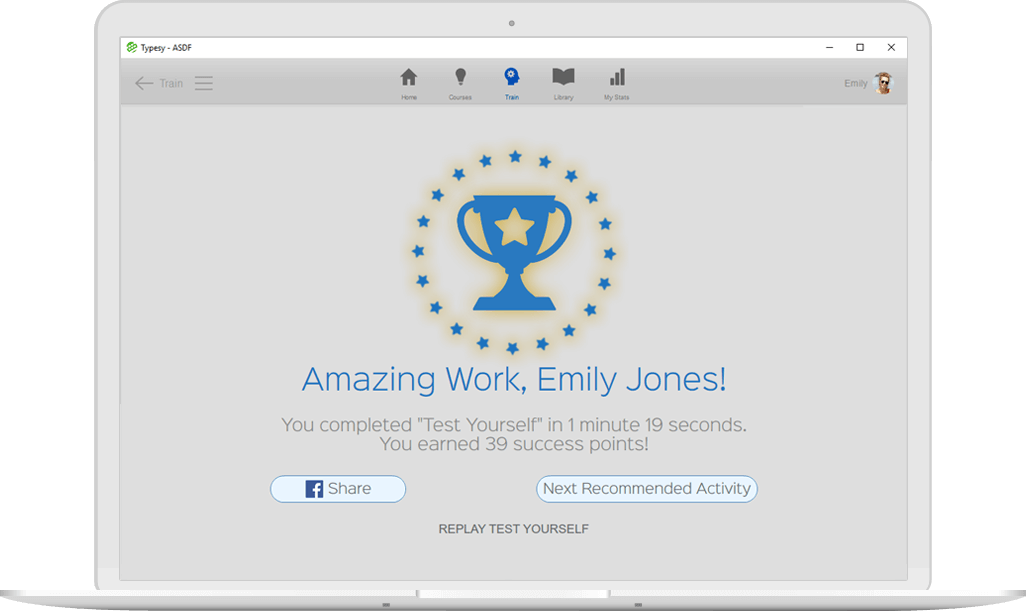 Typesy - ASDF
Train
Home
Courses
Train
Library
My Stats
Emily
Amazing Work, Emily Jones!
You completed "Test Yourself" in 1 minute 19 seconds.
You earned 39 success points!
Share
Next Recommended Activity
REPLAY TEST YOURSELF